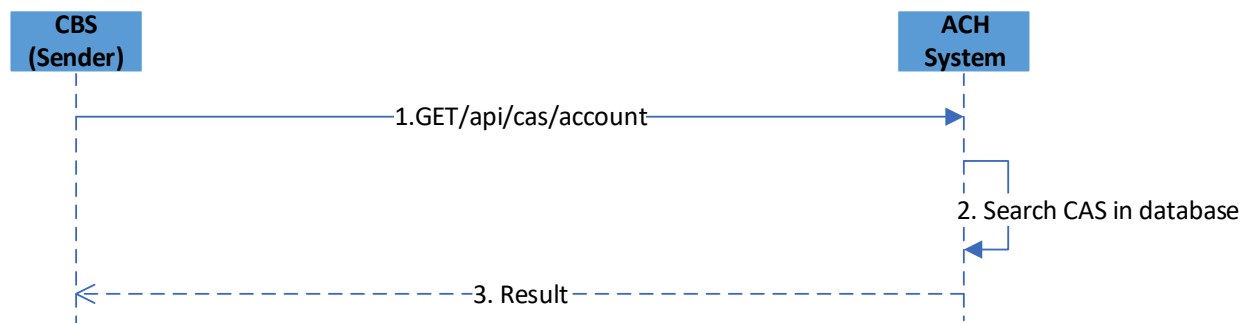 CBS
(Sender)
ACH
System
1.GET/api/cas/account
2. Search CAS in database
3. Result